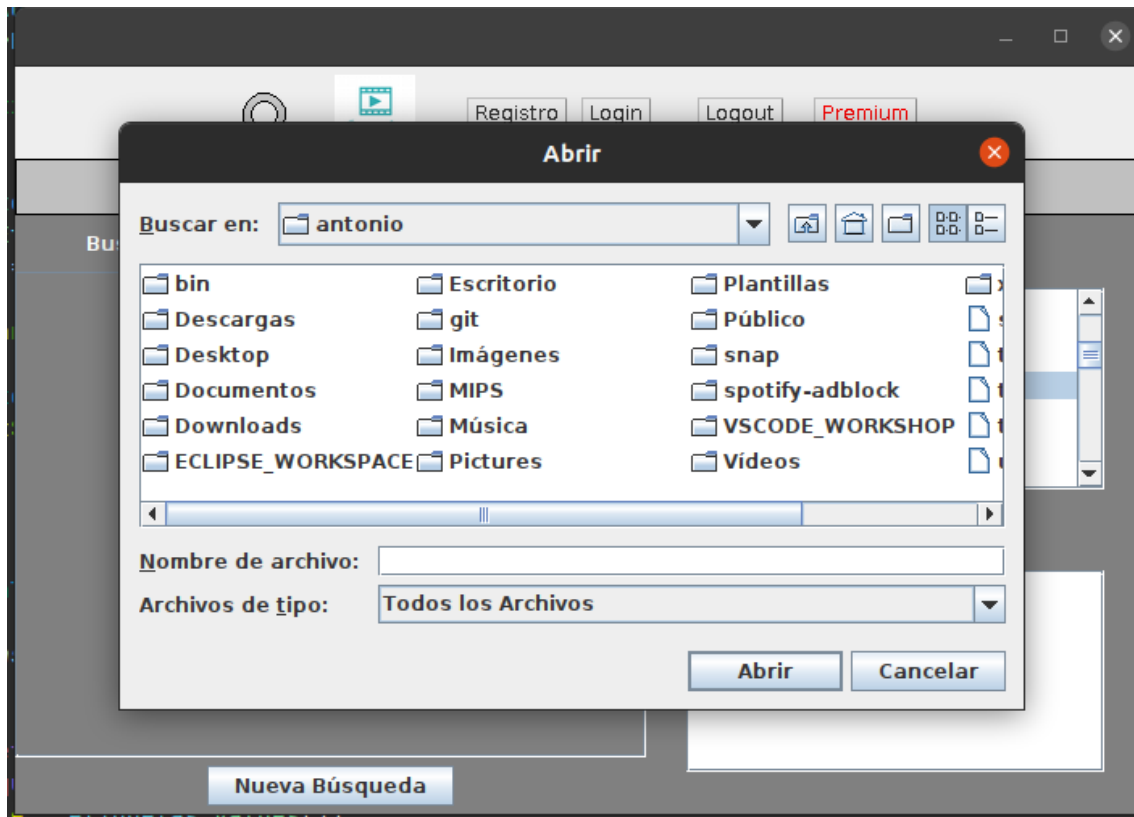 Registro Login Logout Premium
Abrir
Buscar en: antonio
bin Escritorio Plantillas
Descargas git Público
Desktop Imágenes snap
Documentos MIPS spotify-adblock
Downloads Música VSCODE_WORKSHOP
ECLIPSE_WORKSPACE Pictures Vídeos
Nombre de archivo:
Archivos de tipo: Todos los Archivos
Abrir Cancelar
Nueva Búsqueda